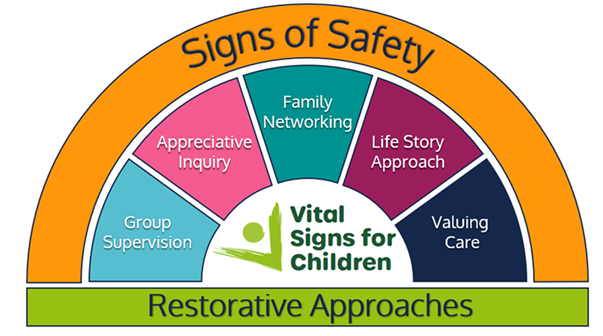 Signs of Safety
Family
Networking
Appreciative
Inquiry
Life Story
Approach
Group
Supervision
Vital
Signs for
Children
Valuing
Care
Restorative Approaches